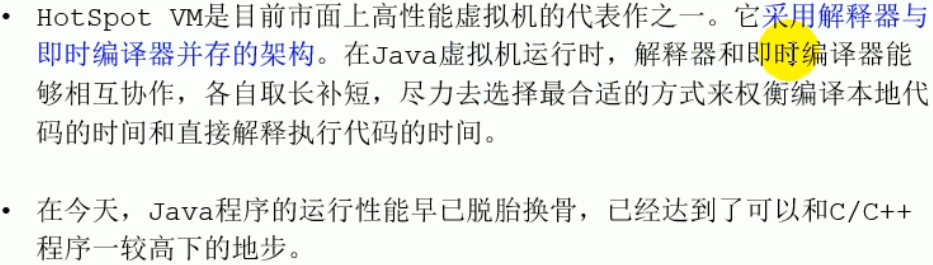 • HotSpot VM是目前市面上高性能虚拟机的代表作之一。它采用解释器与
即时编译器并存的架构。在Java虚拟机运行时，解释器和即时编译器能
够相互协作，各自取长补短，尽力去选择最合适的方式来权衡编译本地代
码的时间和直接解释执行代码的时间。
• 在今天，Java程序的运行性能早已脱胎换骨，已经达到了可以和C/C++
程序一较高下的地步。